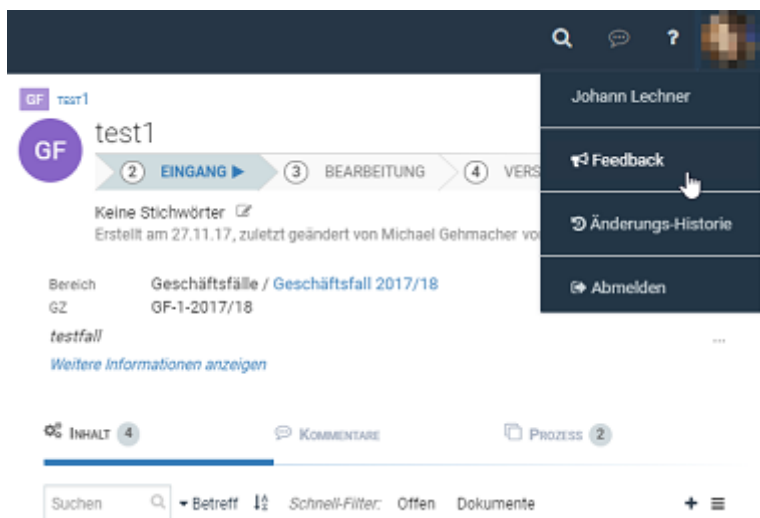 ?
GF TEST1
Johann Lechner
test1
GF
Feedback
2 EINGANG 3 BEARBEITUNG 4 VERS
Keine Stichwörter
Änderungs-Historie
Erstellt am 27.11.17, zuletzt geändert von Michael Gehmacher vo
Bereich Geschäftsfälle / Geschäftsfall 2017/18
Abmelden
GZ GF-1-2017/18
testfall
...
Weitere Informationen anzeigen
INHALT 4 KOMMENTARE PROZESS 2
Suchen Betreff Schnell-Filter: Offen Dokumente